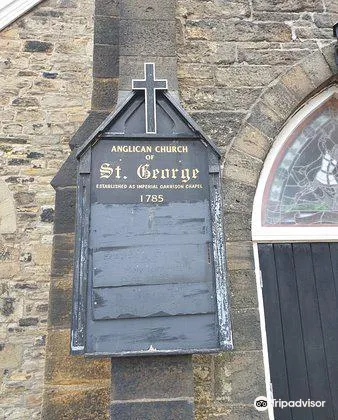 ANGLICAN CHURCH
OF
St. George
ESTABLISHED AS IMPERIAL GARRISON CHAPEL
1785
Tripadvisor